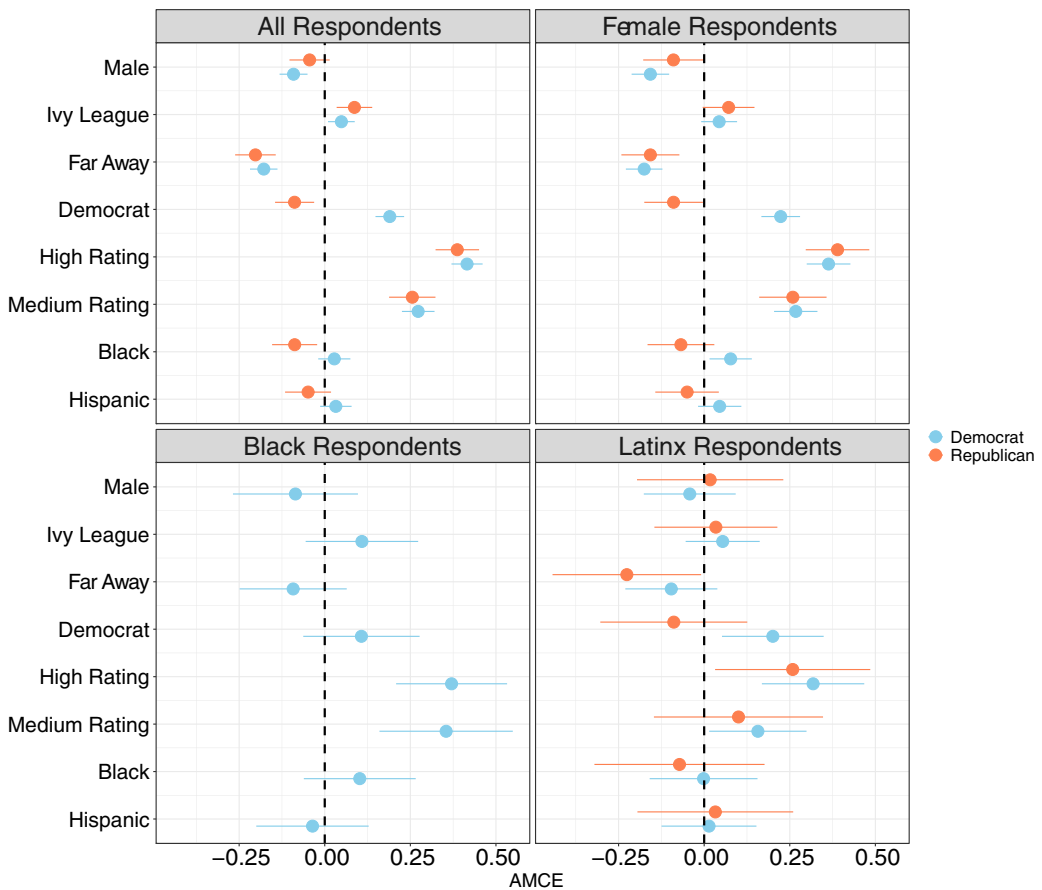 All Respondents
Female Respondents
Male
Ivy League
Far Away
Democrat
High Rating
Medium Rating
Black
Hispanic
Black Respondents
Latinx Respondents
Male
Ivy League
Far Away
Democrat
High Rating
Medium Rating
Black
Hispanic
−0.25 0.00 0.25 0.50
−0.25 0.00 0.25 0.50
AMCE
Democrat
Republican